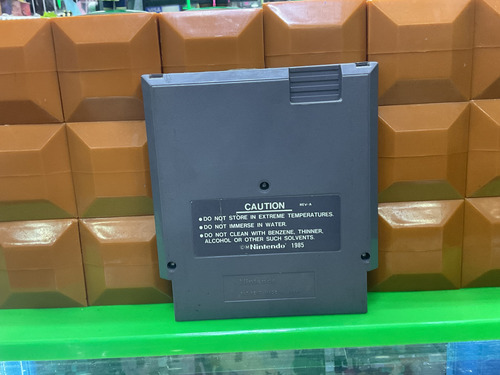 CAUTION REV-A
● DO NOT STORE IN EXTREME TEMPERATURES.
● DO NOT IMMERSE IN WATER.
● DO NOT CLEAN WITH BENZENE, THINNER,
ALCOHOL OR OTHER SUCH SOLVENTS.
Nintendo 1985